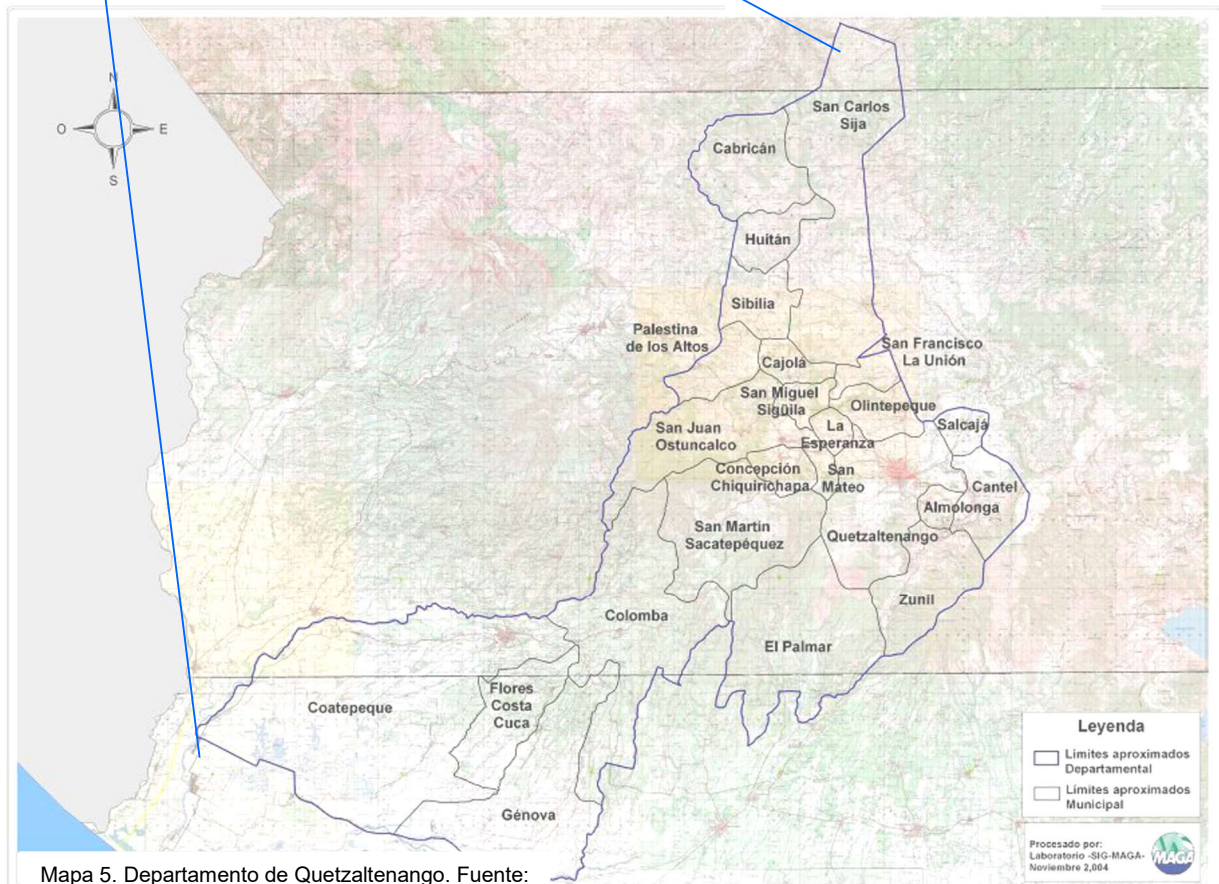 N
O
E
S
San Carlos
Sija
Cabricán
Huitán
Sibilia
Palestina
de los Altos
San Francisco
La Unión
Cajolá
San Miguel
Sigüila
Olintepeque
San Juan
Ostuncalco
La
Esperanza
Salcajá
Concepción
Chiquirichapa
San
Mateo
Cantel
Almolonga
San Martin
Sacatepéquez
Quetzaltenango
Zunil
Colomba
El Palmar
Coatepeque
Flores
Costa
Cuca
Génova
Leyenda
Limites aproximados
Departamental
Limites aproximados
Municipal
Procesado por:
Laboratorio -SIG-MAGA-
Noviembre 2,004
MAGA
Mapa 5. Departamento de Quetzaltenango. Fuente: